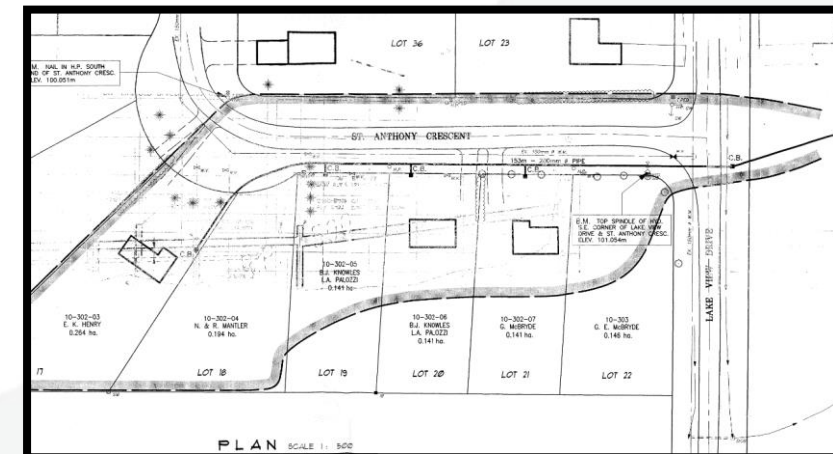 LOT 36
LOT 23
B.M. NAIL IN H.P. SOUTH
END OF ST. ANTHONY CRESC.
ELEV. 100.051m
ST. ANTHONY CRESCENT
153m - 200mm ø PIPE
C.B.
C.B.
C.B.
C.B.
C.B.
B.M. TOP SPINDLE OF HYD.
S.E. CORNER OF LAKE VIEW
DRIVE & ST. ANTHONY CRESC.
ELEV. 101.054m
LAKE VIEW DRIVE
10-302-03
E. K. HENRY
0.264 ha.
10-302-04
N. & R. MANTLER
0.194 ha.
10-302-05
B.J. KNOWLES
L.A. PALOZZI
0.141 ha.
10-302-06
B.J. KNOWLES
L.A. PALOZZI
0.141 ha.
10-302-07
G. McBRYDE
0.141 ha.
10-303
G. E. McBRYDE
0.146 ha.
17
LOT 18
LOT 19
LOT 20
LOT 21
LOT 22
PLAN SCALE 1: 500